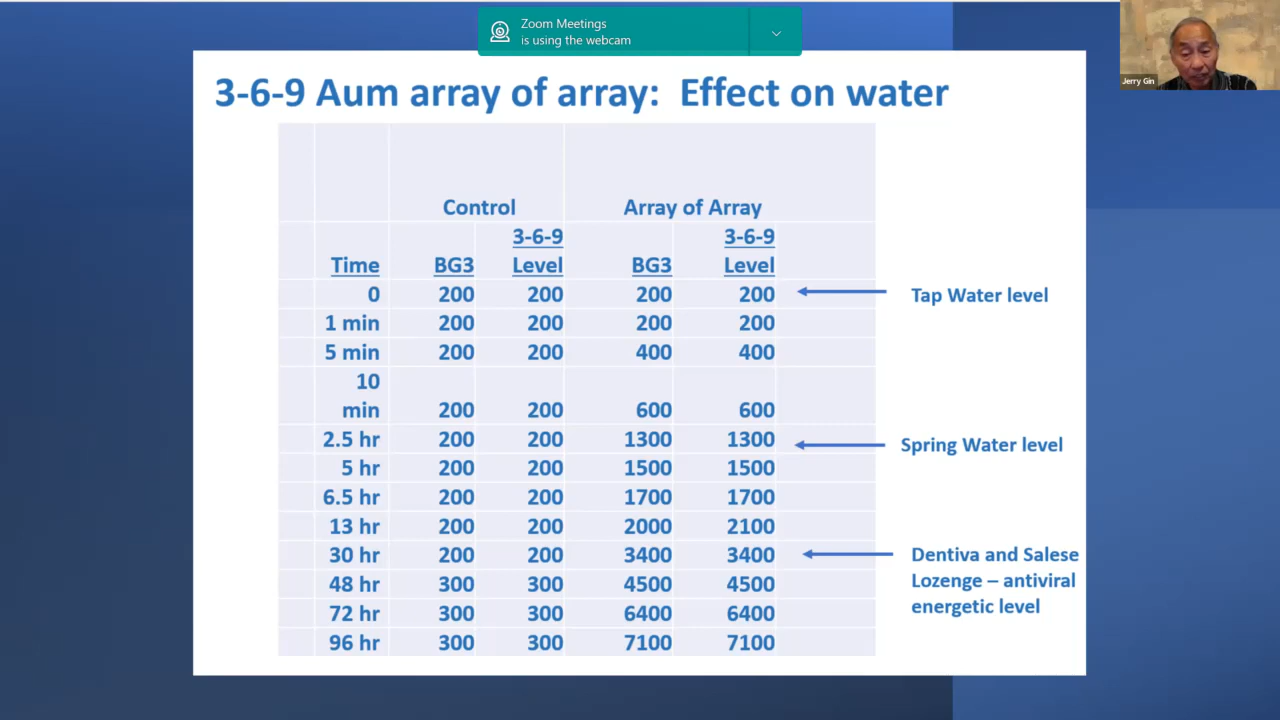 Zoom Meetings
is using the webcam
Jerry Gin
3-6-9 Aum array of array:  Effect on water
Control Array of Array
3-6-9 3-6-9
Time BG3 Level BG3 Level
0 200 200 200 200 Tap Water level
1 min 200 200 200 200
5 min 200 200 400 400
10
min 200 200 600 600
2.5 hr 200 200 1300 1300 Spring Water level
5 hr 200 200 1500 1500
6.5 hr 200 200 1700 1700
13 hr 200 200 2000 2100
30 hr 200 200 3400 3400 Dentiva and Salese
48 hr 300 300 4500 4500 Lozenge – antiviral
72 hr 300 300 6400 6400 energetic level
96 hr 300 300 7100 7100